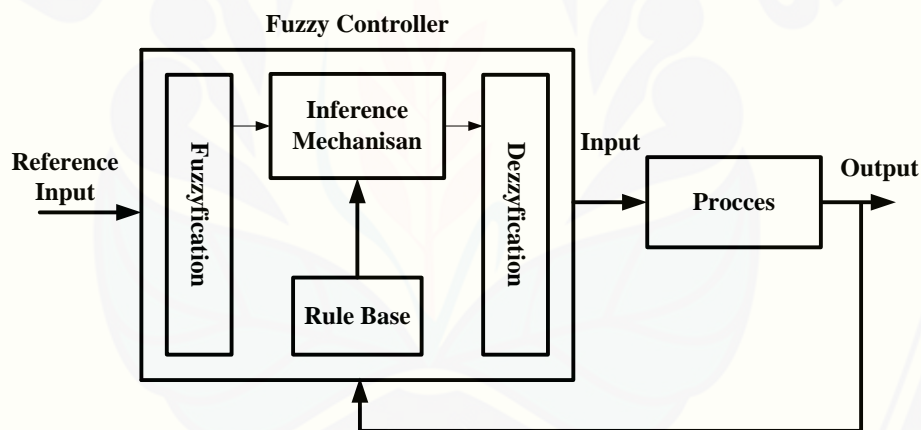 Fuzzy Controller
Reference
Input
Fuzzyfication
Inference
Mechanisan
Rule Base
Dezzyfication
Input
Procces
Output